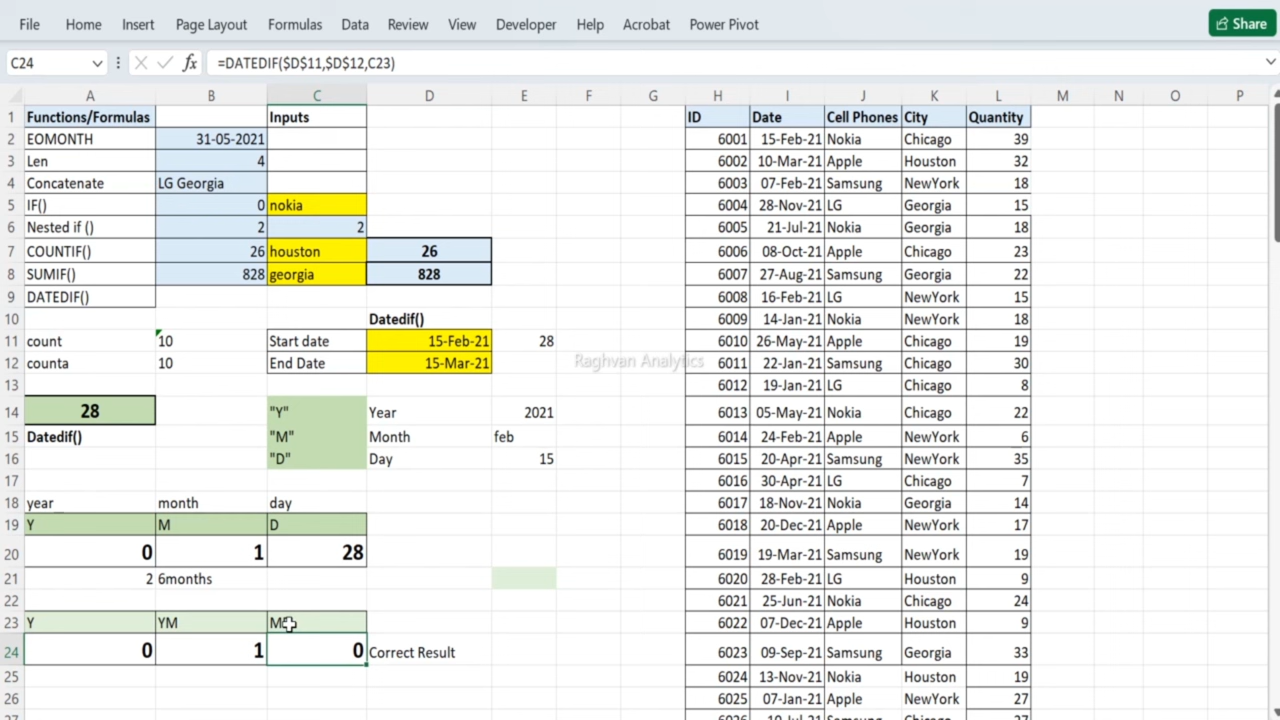 File Home Insert Page Layout Formulas Data Review View Developer Help Acrobat Power Pivot Share
C24 fx =DATEDIF($D$11,$D$12,C23)
A B C D E F G H I J K L M N O P
1 Functions/Formulas Inputs ID Date Cell Phones City Quantity
2 EOMONTH 31-05-2021 6001 15-Feb-21 Nokia Chicago 39
3 Len 4 6002 10-Mar-21 Apple Houston 32
4 Concatenate LG Georgia 6003 07-Feb-21 Samsung NewYork 18
5 IF() 0 nokia 6004 28-Nov-21 LG Georgia 15
6 Nested if () 2 2 6005 21-Jul-21 Nokia Georgia 18
7 COUNTIF() 26 houston 26 6006 08-Oct-21 Apple Chicago 23
8 SUMIF() 828 georgia 828 6007 27-Aug-21 Samsung Georgia 22
9 DATEDIF() 6008 16-Feb-21 LG NewYork 15
10 Datedif() 6009 14-Jan-21 Nokia NewYork 18
11 count 10 Start date 15-Feb-21 28 6010 26-May-21 Apple Chicago 19
12 counta 10 End Date 15-Mar-21 Raghvan Analytics 6011 22-Jan-21 Samsung Chicago 30
13 6012 19-Jan-21 LG Chicago 8
14 28 "Y" Year 2021 6013 05-May-21 Nokia Chicago 22
15 Datedif() "M" Month feb 6014 24-Feb-21 Apple NewYork 6
16 "D" Day 15 6015 20-Apr-21 Samsung NewYork 35
17 6016 30-Apr-21 LG Chicago 7
18 year month day 6017 18-Nov-21 Nokia Georgia 14
19 Y M D 6018 20-Dec-21 Apple NewYork 17
20 0 1 28 6019 19-Mar-21 Samsung NewYork 19
21 2 6months 6020 28-Feb-21 LG Houston 9
22 6021 25-Jun-21 Nokia Chicago 24
23 Y YM 6022 07-Dec-21 Apple Houston 9
24 0 1 0 Correct Result 6023 09-Sep-21 Samsung Georgia 33
25 6024 13-Nov-21 Nokia Houston 19
26 6025 07-Jan-21 Apple NewYork 27